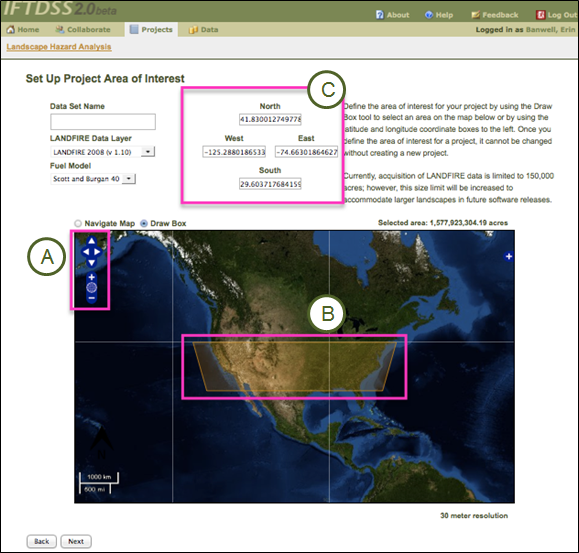 IFTDSS 2.0 beta
About Help Feedback Log Out
Home Collaborate Projects Data Logged in as Banwell, Erin
Landscape Hazard Analysis
Set Up Project Area of Interest
Data Set Name
LANDFIRE Data Layer
LANDFIRE 2008 (v 1.10)
Fuel Model
Scott and Burgan 40
C
North
41.830012749778
West East
-125.2880186533 -74.66301864627
South
29.603717684159
Define the area of interest for your project by using the Draw
Box tool to select an area on the map below or by using the
latitude and longitude coordinate boxes to the left. Once you
define the area of interest for a project, it cannot be changed
without creating a new project.
Currently, acquisition of LANDFIRE data is limited to 150,000
acres; however, this size limit will be increased to
accommodate larger landscapes in future software releases.
Navigate Map Draw Box Selected area: 1,577,923,304.19 acres
A
B
N
1000 km
600 mi
30 meter resolution
Back Next